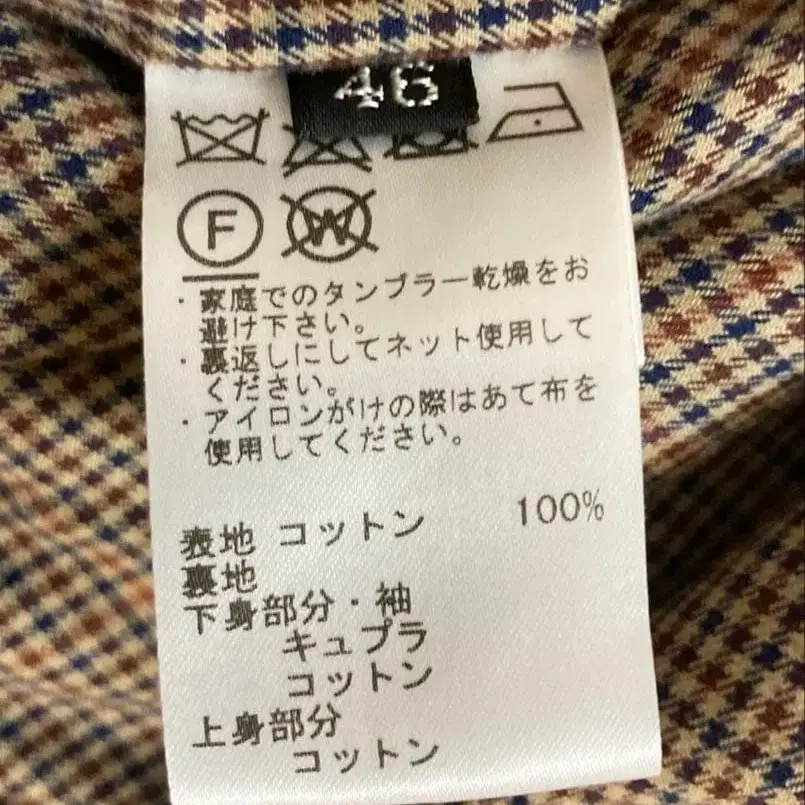 46
F
W
・家庭でのタンブラー乾燥をお
避け下さい。
・裏返しにしてネット使用して
ください。
・アイロンがけの際はあて布を
使用してください。
表地 コットン 100%
裏地
下身部分・袖
キュプラ
コットン
上身部分
コットン